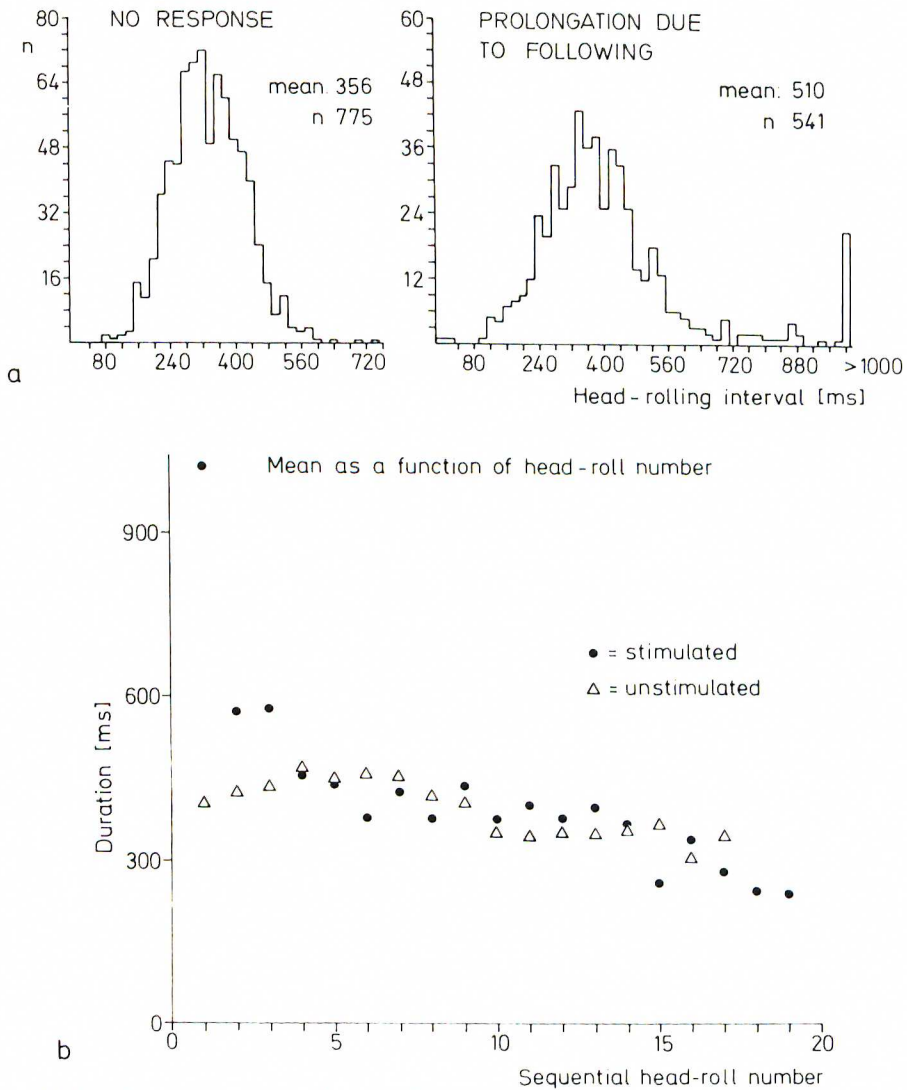 NO RESPONSE
80
n
64
48
32
16
mean: 356
n 775
80 240 400 560 720
a
PROLONGATION DUE
TO FOLLOWING
60
48
36
24
12
mean: 510
n 541
80 240 400 560 720 880 >1000
Head-rolling interval [ms]
Mean as a function of head-roll number
900
600
300
0
Duration [ms]
● = stimulated
△ = unstimulated
0 5 10 15 20
b
Sequential head-roll number